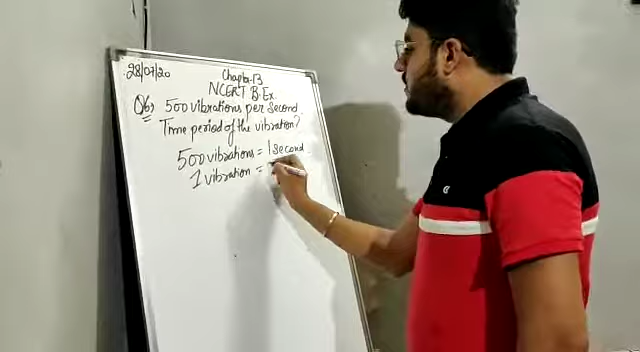 28/07/20
Chapter-13
NCERT B.Ex.
Q6, 500 vibrations per second
Time period of the vibration?
500 vibrations = 1 second
1 vibration =